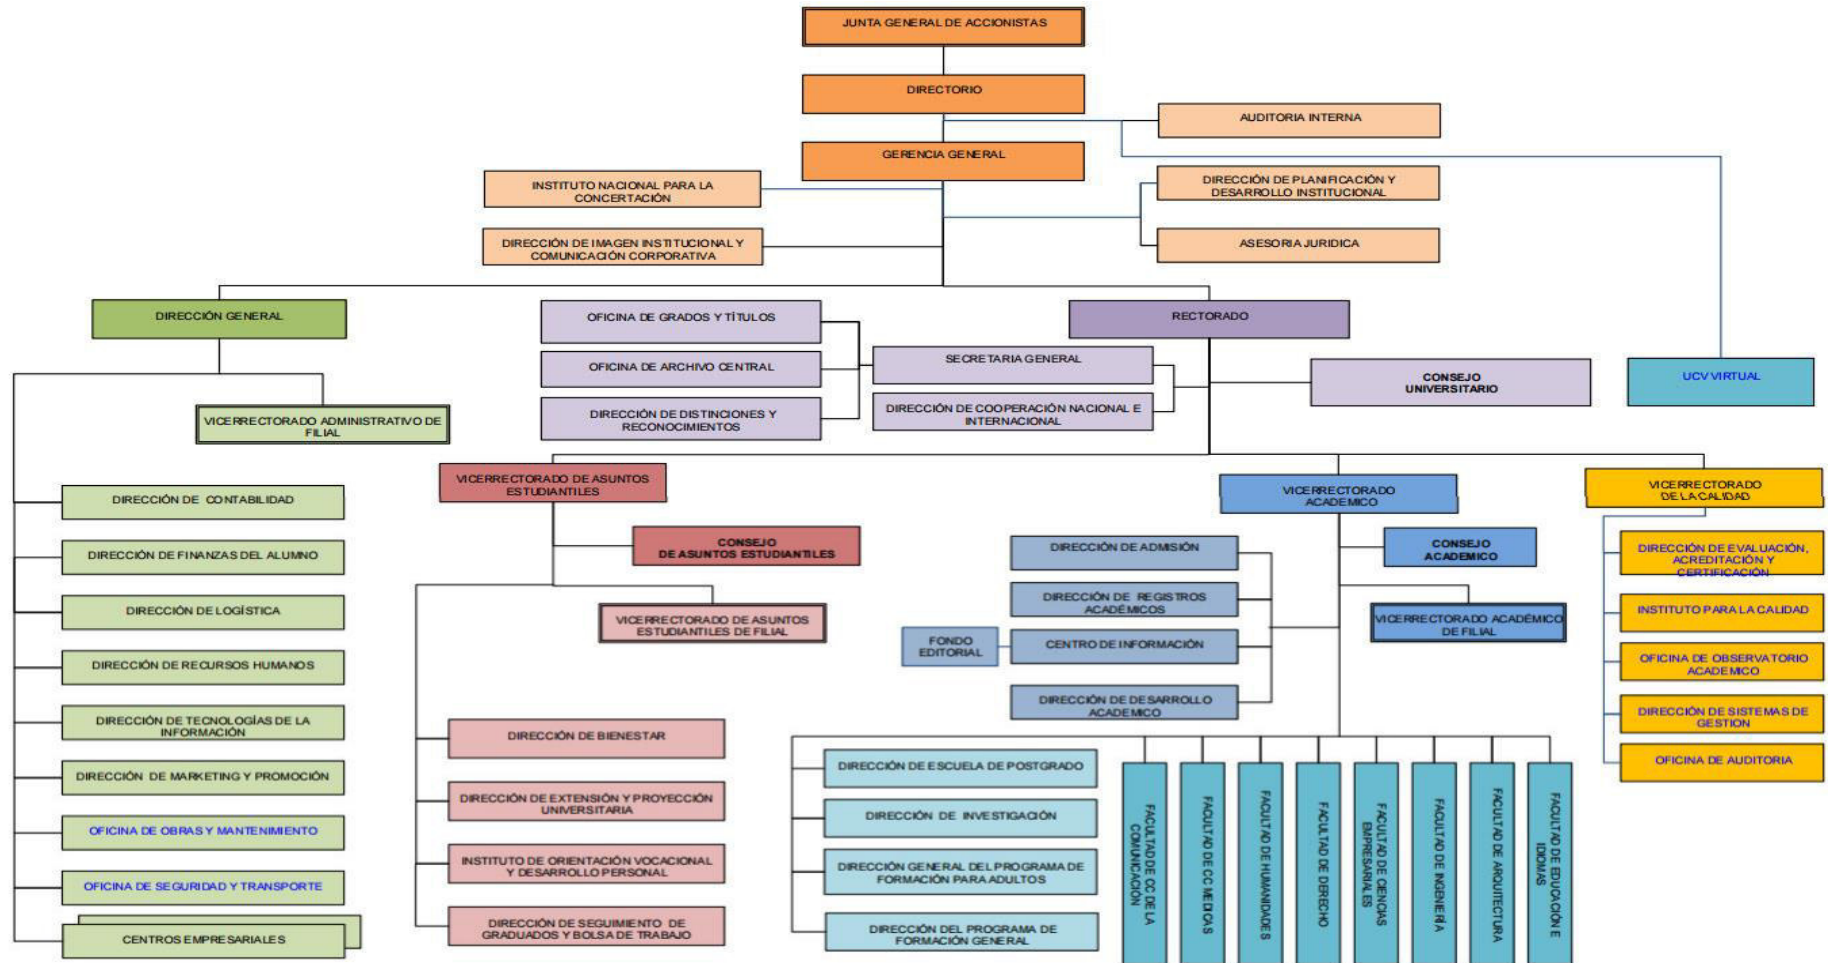 JUNTA GENERAL DE ACCIONISTAS
DIRECTORIO
AUDITORIA INTERNA
GERENCIA GENERAL
INSTITUTO NACIONAL PARA LA
CONCERTACIÓN
DIRECCIÓN DE PLANIFICACIÓN Y
DESARROLLO INSTITUCIONAL
DIRECCIÓN DE IMAGEN INSTITUCIONAL Y
COMUNICACIÓN CORPORATIVA
ASESORIA JURIDICA
DIRECCIÓN GENERAL
OFICINA DE GRADOS Y TÍTULOS
RECTORADO
OFICINA DE ARCHIVO CENTRAL
SECRETARIA GENERAL
CONSEJO
UNIVERSITARIO
UCV VIRTUAL
DIRECCIÓN DE DISTINCIONES Y
RECONOCIMIENTOS
DIRECCIÓN DE COOPERACIÓN NACIONAL E
INTERNACIONAL
VICERRECTORADO ADMINISTRATIVO DE
FILIAL
VICERRECTORADO DE ASUNTOS
ESTUDIANTILES
VICERRECTORADO
ACADEMICO
VICERRECTORADO
DE LA CALIDAD
DIRECCIÓN DE CONTABILIDAD
DIRECCIÓN DE FINANZAS DEL ALUMNO
DIRECCIÓN DE LOGÍSTICA
DIRECCIÓN DE RECURSOS HUMANOS
DIRECCIÓN DE TECNOLOGÍAS DE LA
INFORMACIÓN
DIRECCIÓN DE MARKETING Y PROMOCIÓN
OFICINA DE OBRAS Y MANTENIMIENTO
OFICINA DE SEGURIDAD Y TRANSPORTE
CENTROS EMPRESARIALES
CONSEJO
DE ASUNTOS ESTUDIANTILES
VICERRECTORADO DE ASUNTOS
ESTUDIANTILES DE FILIAL
DIRECCIÓN DE BIENESTAR
DIRECCIÓN DE EXTENSIÓN Y PROYECCIÓN
UNIVERSITARIA
INSTITUTO DE ORIENTACIÓN VOCACIONAL
Y DESARROLLO PERSONAL
DIRECCIÓN DE SEGUIMIENTO DE
GRADUADOS Y BOLSA DE TRABAJO
DIRECCIÓN DE ADMISIÓN
DIRECCIÓN DE REGISTROS
ACADÉMICOS
FONDO
EDITORIAL
CENTRO DE INFORMACIÓN
DIRECCIÓN DE DESARROLLO
ACADEMICO
CONSEJO
ACADEMICO
VICERRECTORADO ACADÉMICO
DE FILIAL
DIRECCIÓN DE ESCUELA DE POSTGRADO
DIRECCIÓN DE INVESTIGACIÓN
DIRECCIÓN GENERAL DEL PROGRAMA DE
FORMACIÓN PARA ADULTOS
DIRECCIÓN DEL PROGRAMA DE
FORMACIÓN GENERAL
FACULTAD DE CC DE LA
COMUNICACIÓN
FACULTAD DE CC MEDICAS
FACULTAD DE HUMANIDADES
FACULTAD DE DERECHO
FACULTAD DE CIENCIAS
EMPRESARIALES
FACULTAD DE INGENIERÍA
FACULTAD DE ARQUITECTURA
FACULTAD DE EDUCACIÓN E
IDIOMAS
DIRECCIÓN DE EVALUACIÓN,
ACREDITACIÓN Y
CERTIFICACIÓN
INSTITUTO PARA LA CALIDAD
OFICINA DE OBSERVATORIO
ACADEMICO
DIRECCIÓN DE SISTEMAS DE
GESTION
OFICINA DE AUDITORIA